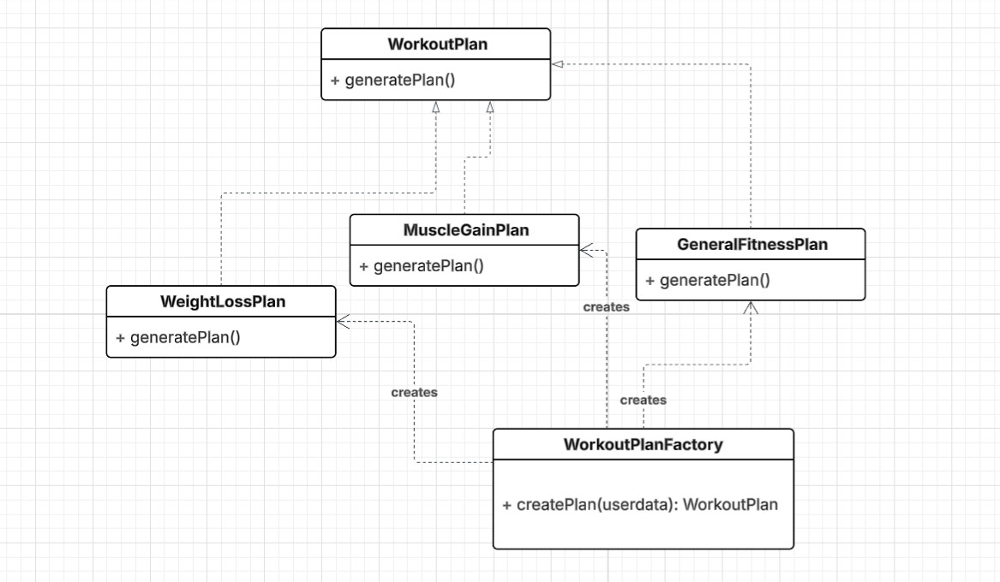 WorkoutPlan
+ generatePlan()
MuscleGainPlan
+ generatePlan()
GeneralFitnessPlan
+ generatePlan()
WeightLossPlan
+ generatePlan()
creates
creates
creates
WorkoutPlanFactory
+ createPlan(userdata): WorkoutPlan